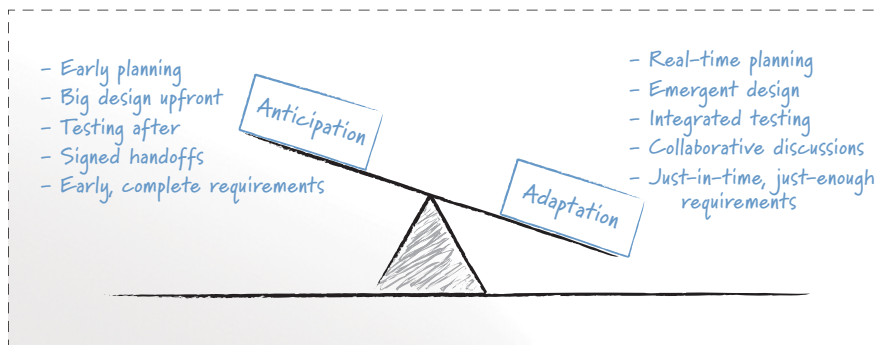 - Early planning
- Big design upfront
- Testing after
- Signed handoffs
- Early, complete requirements
Anticipation
Adaptation
- Real-time planning
- Emergent design
- Integrated testing
- Collaborative discussions
- Just-in-time, just-enough
requirements